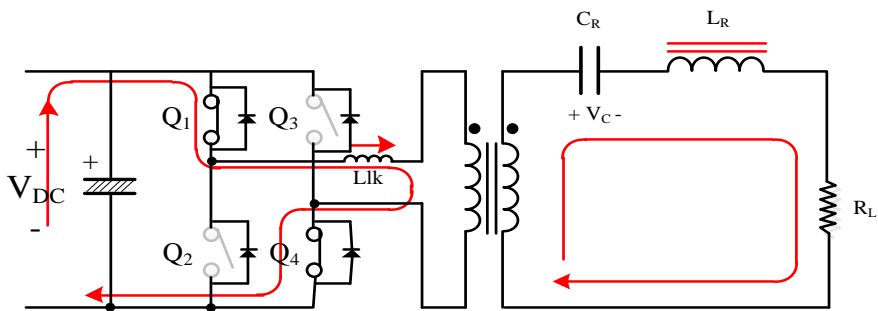 C_R
L_R
+ V_C -
Q_1
Q_3
+
+
Llk
V_DC
R_L
-
Q_2
Q_4